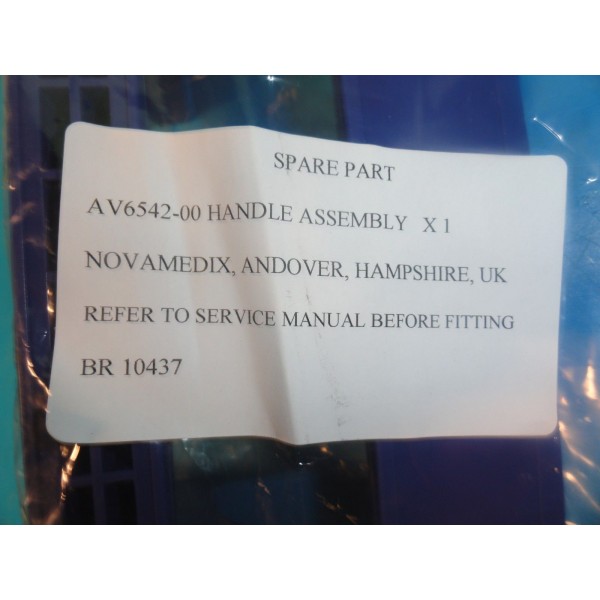 SPARE PART
AV6542-00 HANDLE ASSEMBLY X 1
NOVAMEDIX, ANDOVER, HAMPSHIRE, UK
REFER TO SERVICE MANUAL BEFORE FITTING
BR 10437